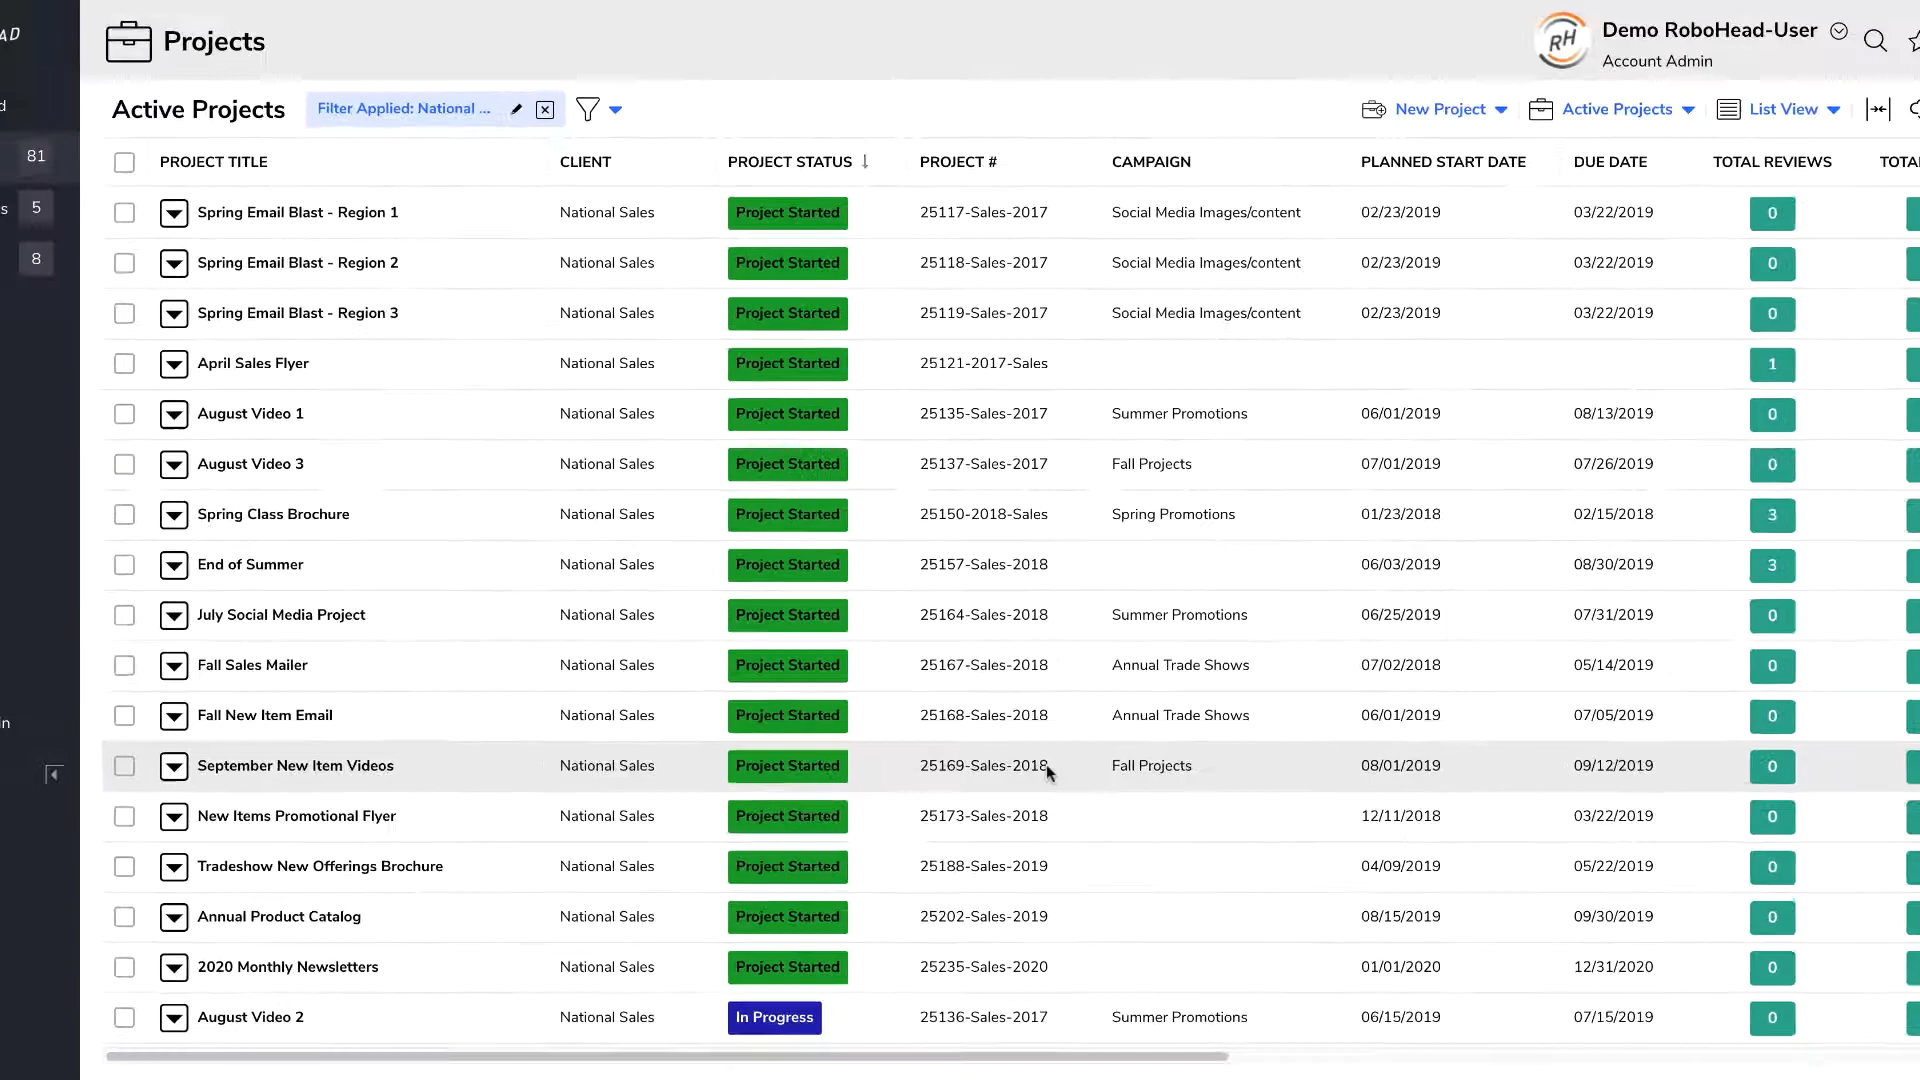 AD
Projects
RH
Demo RoboHead-User
Account Admin
d
81
s 5
8
in
Active Projects
Filter Applied: National ...
New Project
Active Projects
List View
PROJECT TITLE CLIENT PROJECT STATUS PROJECT # CAMPAIGN PLANNED START DATE DUE DATE TOTAL REVIEWS TOTA
Spring Email Blast - Region 1 National Sales Project Started 25117-Sales-2017 Social Media Images/content 02/23/2019 03/22/2019 0
Spring Email Blast - Region 2 National Sales Project Started 25118-Sales-2017 Social Media Images/content 02/23/2019 03/22/2019 0
Spring Email Blast - Region 3 National Sales Project Started 25119-Sales-2017 Social Media Images/content 02/23/2019 03/22/2019 0
April Sales Flyer National Sales Project Started 25121-2017-Sales 1
August Video 1 National Sales Project Started 25135-Sales-2017 Summer Promotions 06/01/2019 08/13/2019 0
August Video 3 National Sales Project Started 25137-Sales-2017 Fall Projects 07/01/2019 07/26/2019 0
Spring Class Brochure National Sales Project Started 25150-2018-Sales Spring Promotions 01/23/2018 02/15/2018 3
End of Summer National Sales Project Started 25157-Sales-2018 06/03/2019 08/30/2019 3
July Social Media Project National Sales Project Started 25164-Sales-2018 Summer Promotions 06/25/2019 07/31/2019 0
Fall Sales Mailer National Sales Project Started 25167-Sales-2018 Annual Trade Shows 07/02/2018 05/14/2019 0
Fall New Item Email National Sales Project Started 25168-Sales-2018 Annual Trade Shows 06/01/2019 07/05/2019 0
September New Item Videos National Sales Project Started 25169-Sales-2018 Fall Projects 08/01/2019 09/12/2019 0
New Items Promotional Flyer National Sales Project Started 25173-Sales-2018 12/11/2018 03/22/2019 0
Tradeshow New Offerings Brochure National Sales Project Started 25188-Sales-2019 04/09/2019 05/22/2019 0
Annual Product Catalog National Sales Project Started 25202-Sales-2019 08/15/2019 09/30/2019 0
2020 Monthly Newsletters National Sales Project Started 25235-Sales-2020 01/01/2020 12/31/2020 0
August Video 2 National Sales In Progress 25136-Sales-2017 Summer Promotions 06/15/2019 07/15/2019 0